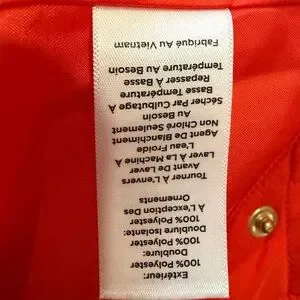 Extérieur:
100% Polyester
Doublure:
100% Polyester
Doublure Isolante:
100% Polyester
À L'exception Des
Ornements
Tourner À L'envers
Avant De Laver
Laver À La Machine À
L'eau Froide
Agent De Blanchiment
Non Chloré Seulement
Au Besoin
Sécher Par Culbutage À
Basse Température
Repasser À Basse
Température Au Besoin
Fabriqué Au Vietnam